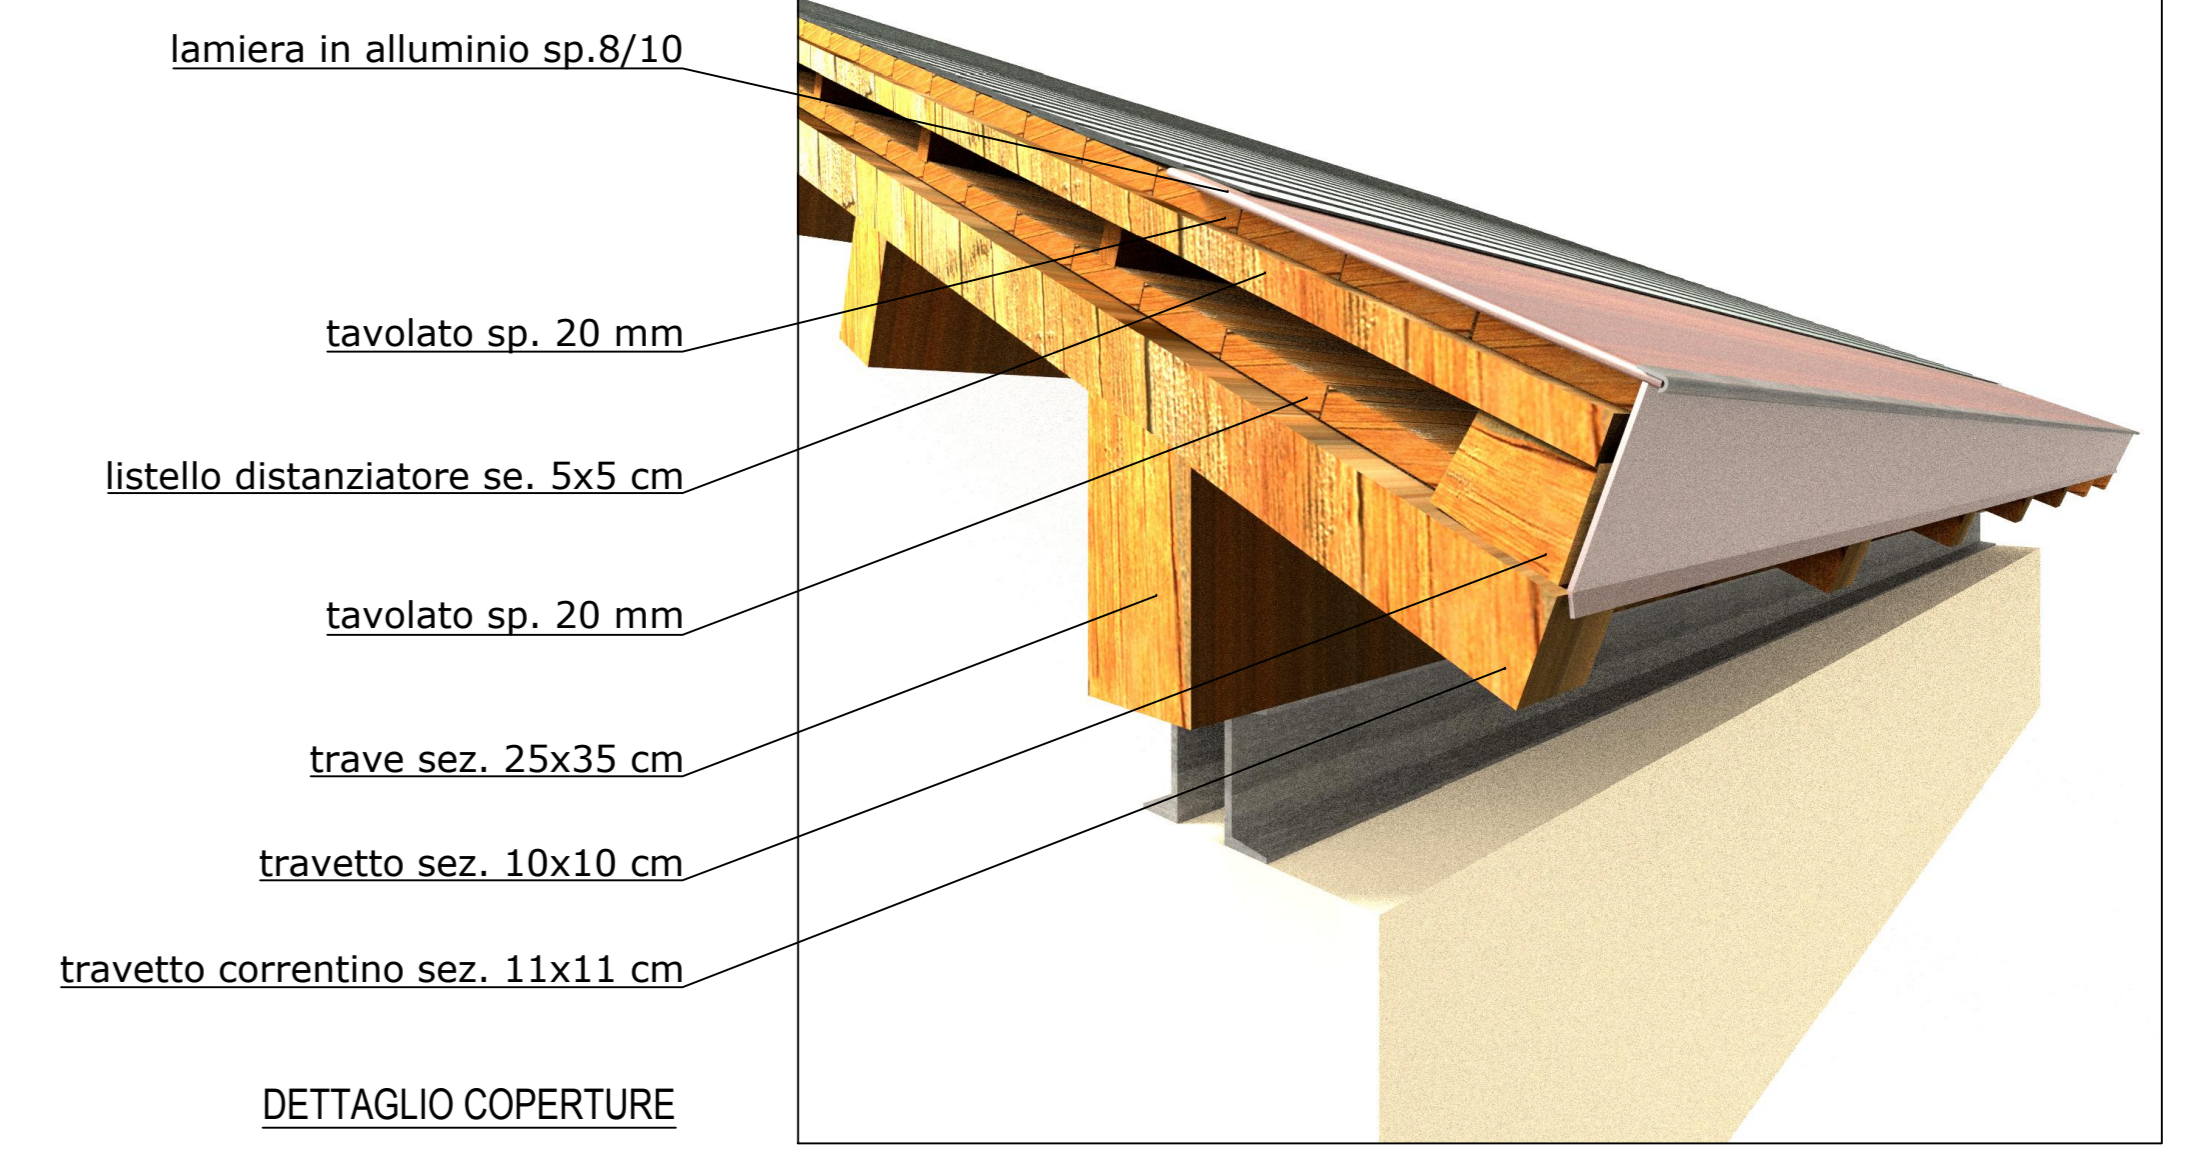 lamiera in alluminio sp.8/10
tavolato sp. 20 mm
listello distanziatore se. 5x5 cm
tavolato sp. 20 mm
trave sez. 25x35 cm
travetto sez. 10x10 cm
travetto correntino sez. 11x11 cm
DETTAGLIO COPERTURE